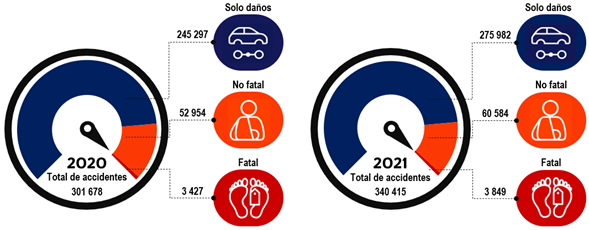 Solo daños
245 297
No fatal
52 954
Fatal
3 427
2020
Total de accidentes
301 678
Solo daños
275 982
No fatal
60 584
Fatal
3 849
2021
Total de accidentes
340 415